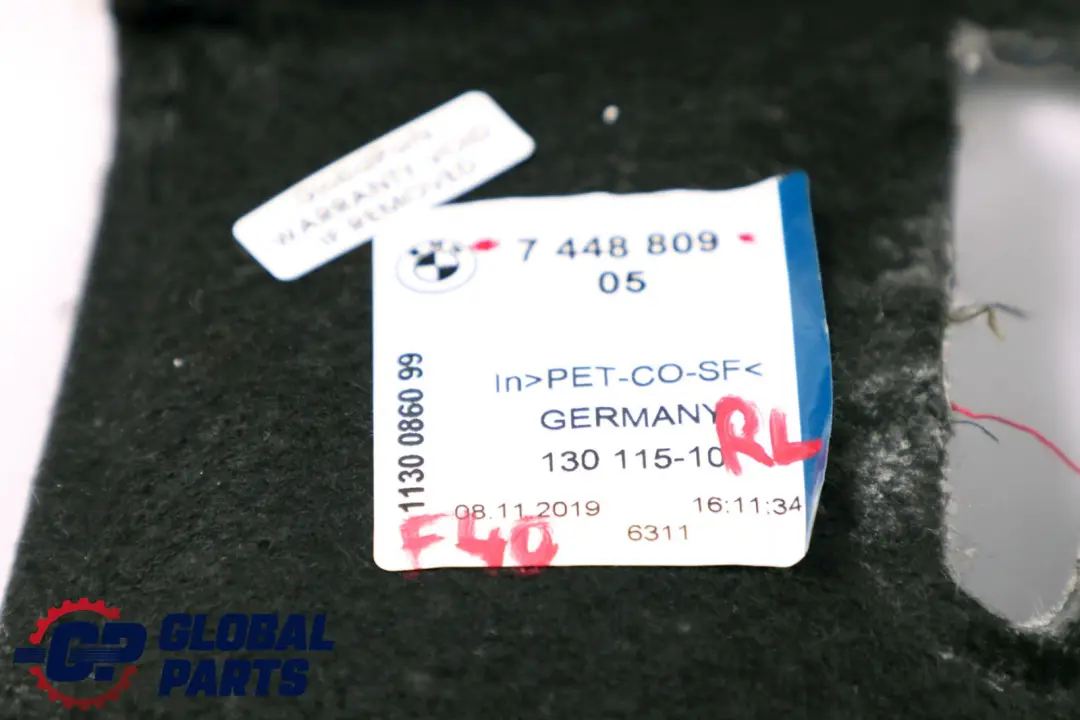 WARRANTY VOID
IF REMOVED
7 448 809
05
1130 0860 99
In>PET-CO-SF<
GERMANY
130 115-10
RL
08.11.2019 16:11:34
6311
F40
GP GLOBAL
PARTS